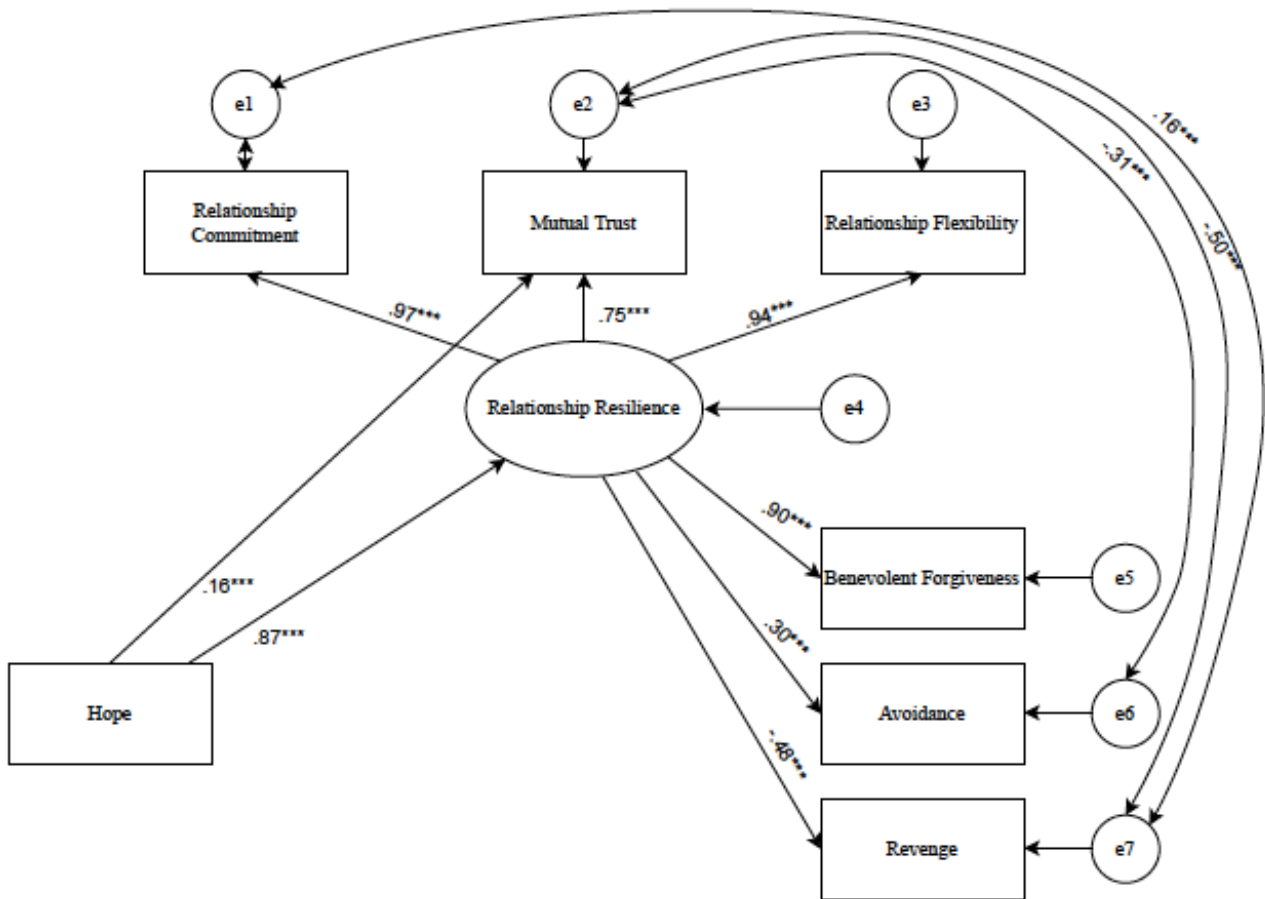 e1
e2
e3
.16***
-.31***
-.50***
Relationship
Commitment
Mutual Trust
Relationship Flexibility
.97***
.75***
.94***
Relationship Resilience
e4
.90***
Benevolent Forgiveness
e5
.16***
.87***
.30***
Hope
Avoidance
e6
-.48***
Revenge
e7